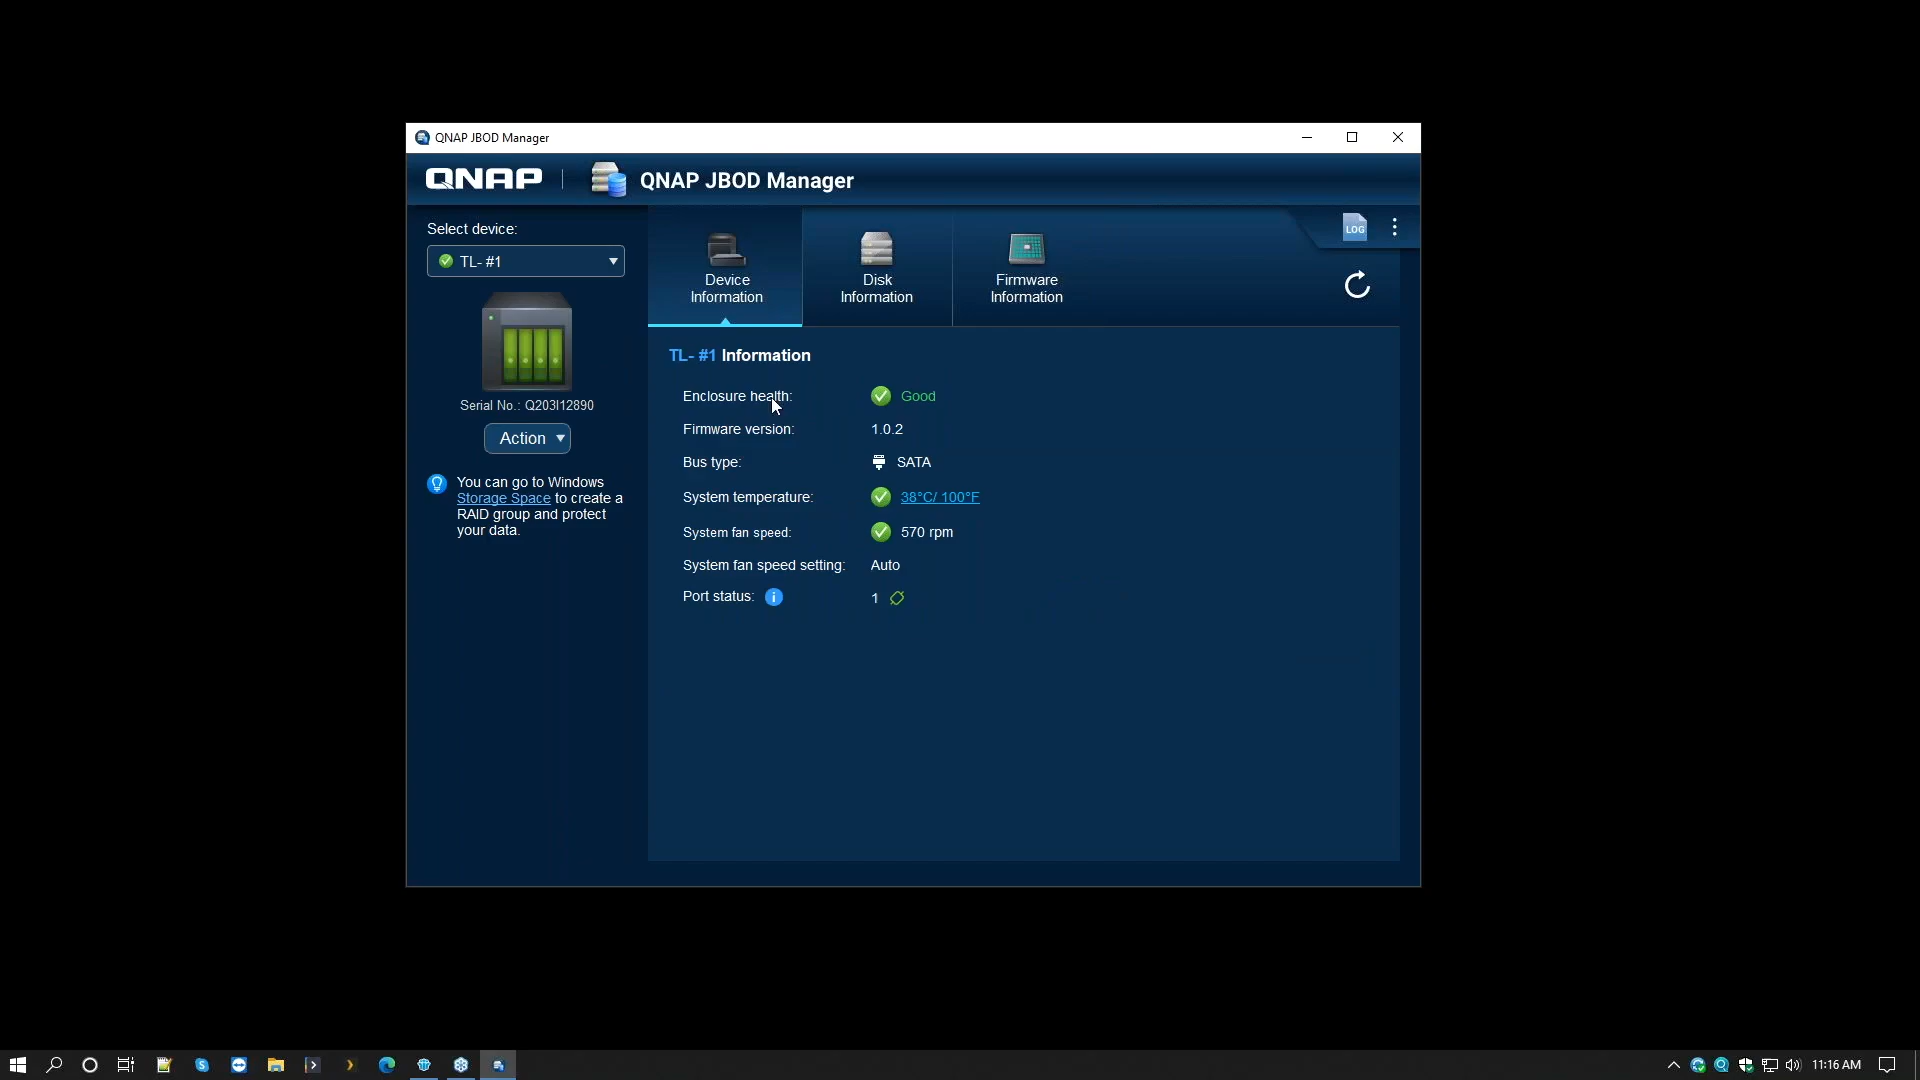 QNAP JBOD Manager
QNAP
QNAP JBOD Manager
Select device:
TL- #1
Serial No.: Q203I12890
Action
You can go to Windows
Storage Space to create a
RAID group and protect
your data.
Device
Information
Disk
Information
Firmware
Information
LOG
TL- #1 Information
Enclosure health: Good
Firmware version: 1.0.2
Bus type: SATA
System temperature: 38°C/ 100°F
System fan speed: 570 rpm
System fan speed setting: Auto
Port status: 1
11:16 AM